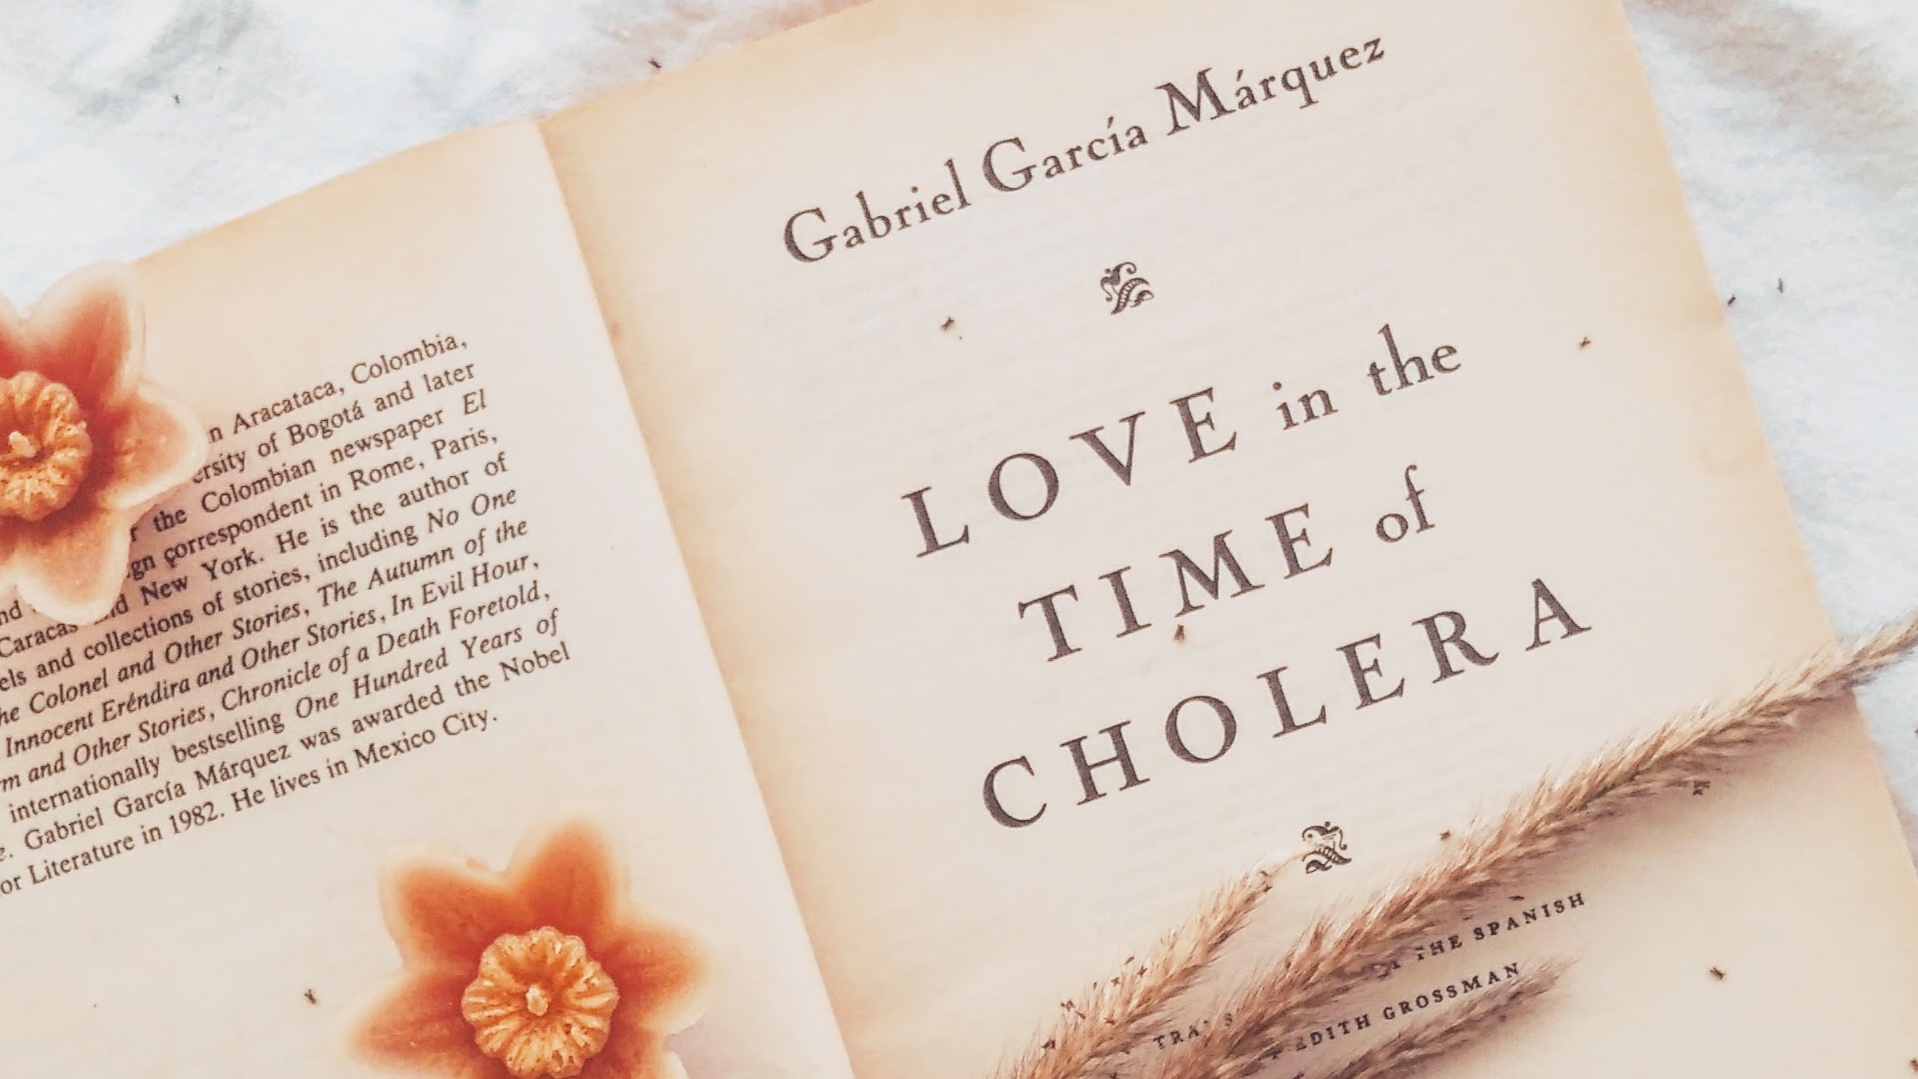 n Aracataca, Colombia,
ersity of Bogotá and later
r the Colombian newspaper El
gn correspondent in Rome, Paris,
nd New York. He is the author of
Caracas
els and collections of stories, including No One
he Colonel and Other Stories, The Autumn of the
Innocent Eréndira and Other Stories, In Evil Hour,
m and Other Stories, Chronicle of a Death Foretold,
internationally bestselling One Hundred Years of
e. Gabriel García Márquez was awarded the Nobel
or Literature in 1982. He lives in Mexico City.
Gabriel García Márquez
LOVE in the
TIME of
CHOLERA
THE SPANISH
EDITH GROSSMAN